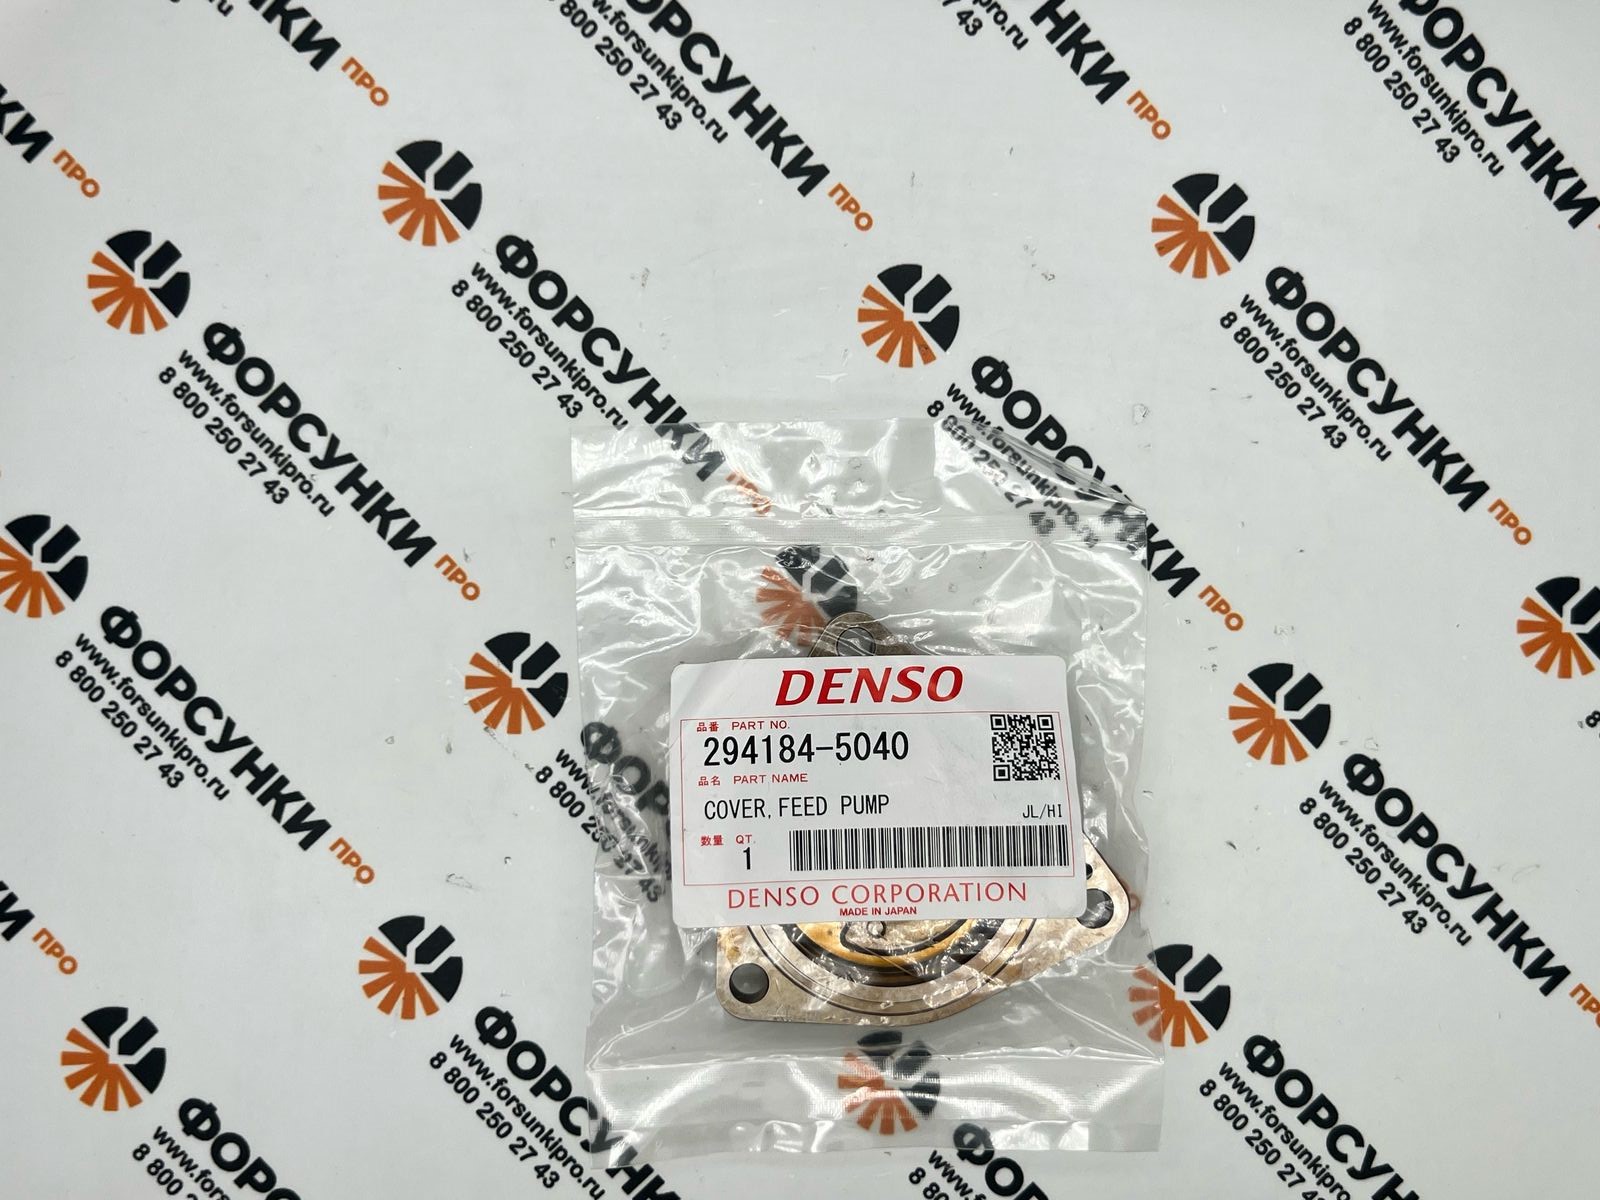 DENSO
品番 PART NO.
294184-5040
品名 PART NAME
COVER, FEED PUMP
JL/HI
数量 QT.
1
DENSO CORPORATION
MADE IN JAPAN
ФОРСУНКИ ПРО
www.forsunkipro.ru
8 800 250 27 43